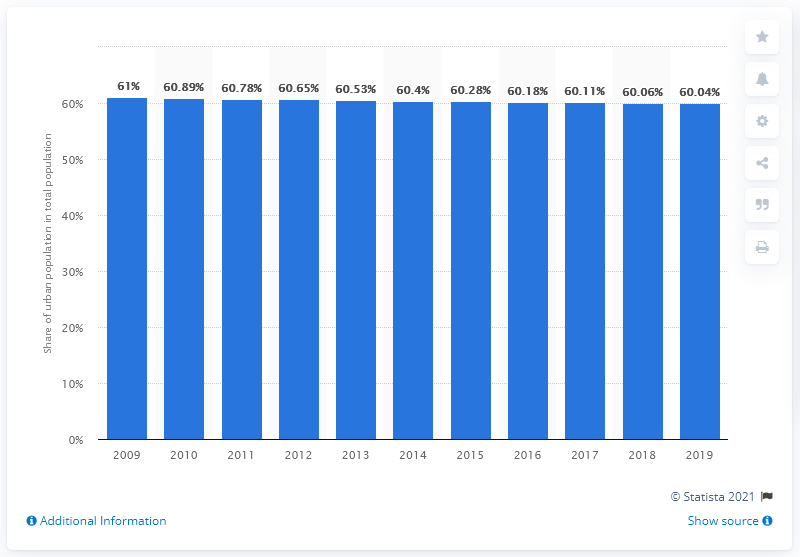 Share of urban population in total population
61% 60.89% 60.78% 60.65% 60.53% 60.4% 60.28% 60.18% 60.11% 60.06% 60.04%
60%
50%
40%
30%
20%
10%
0%
2009 2010 2011 2012 2013 2014 2015 2016 2017 2018 2019
© Statista 2021
Additional Information
Show source